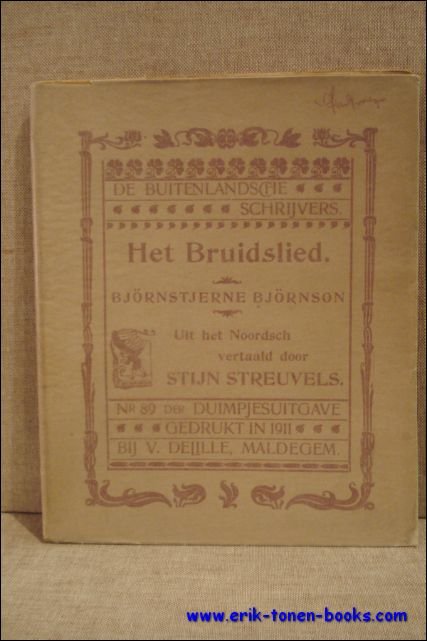 DE BUITENLANDSCHE
SCHRIJVERS.
Het Bruidslied.
BJÖRNSTJERNE BJÖRNSON
Uit het Noordsch
vertaald door
STIJN STREUVELS.
NR 89 DER DUIMPJESUITGAVE
GEDRUKT IN 1911
BIJ V. DELILLE, MALDEGEM.
www.erik-tonen-books.com